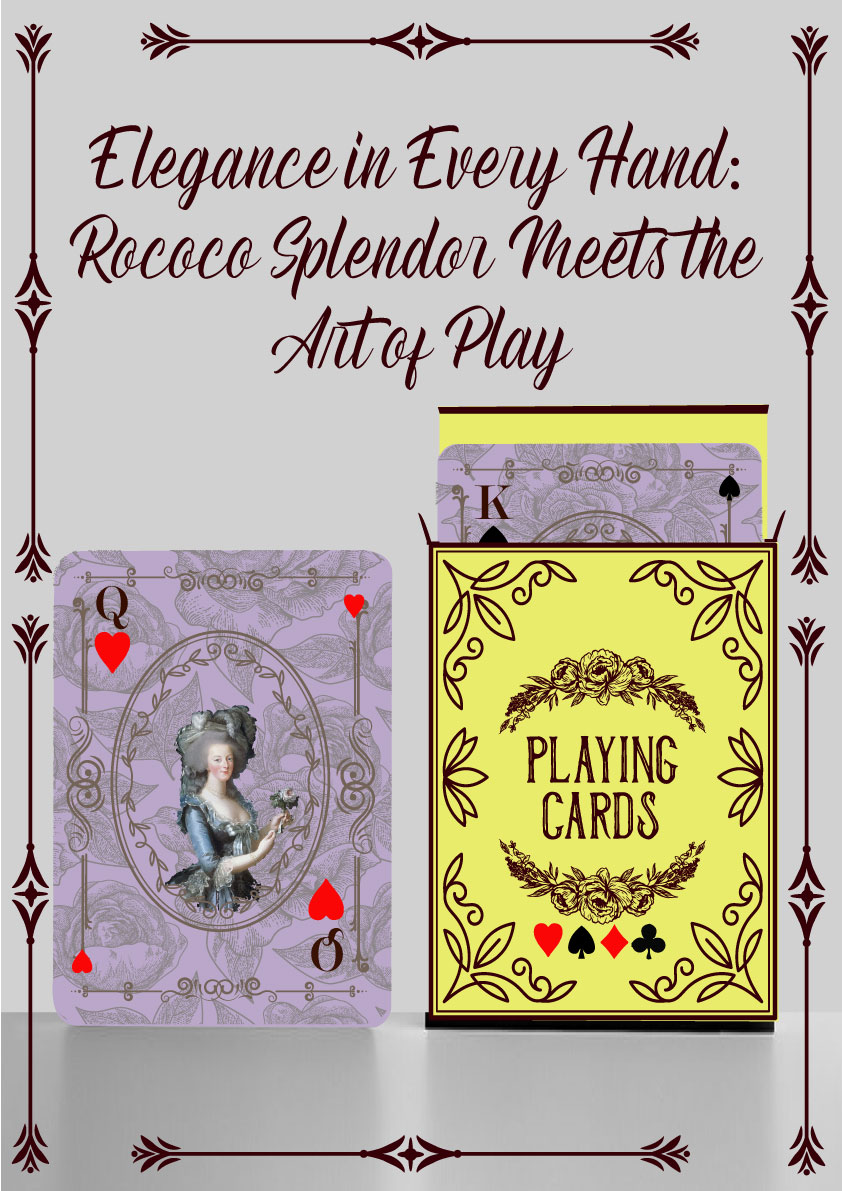 Elegance in Every Hand:
Rococo Splendor Meets the
Art of Play
K
Q
PLAYING
CARDS
Q